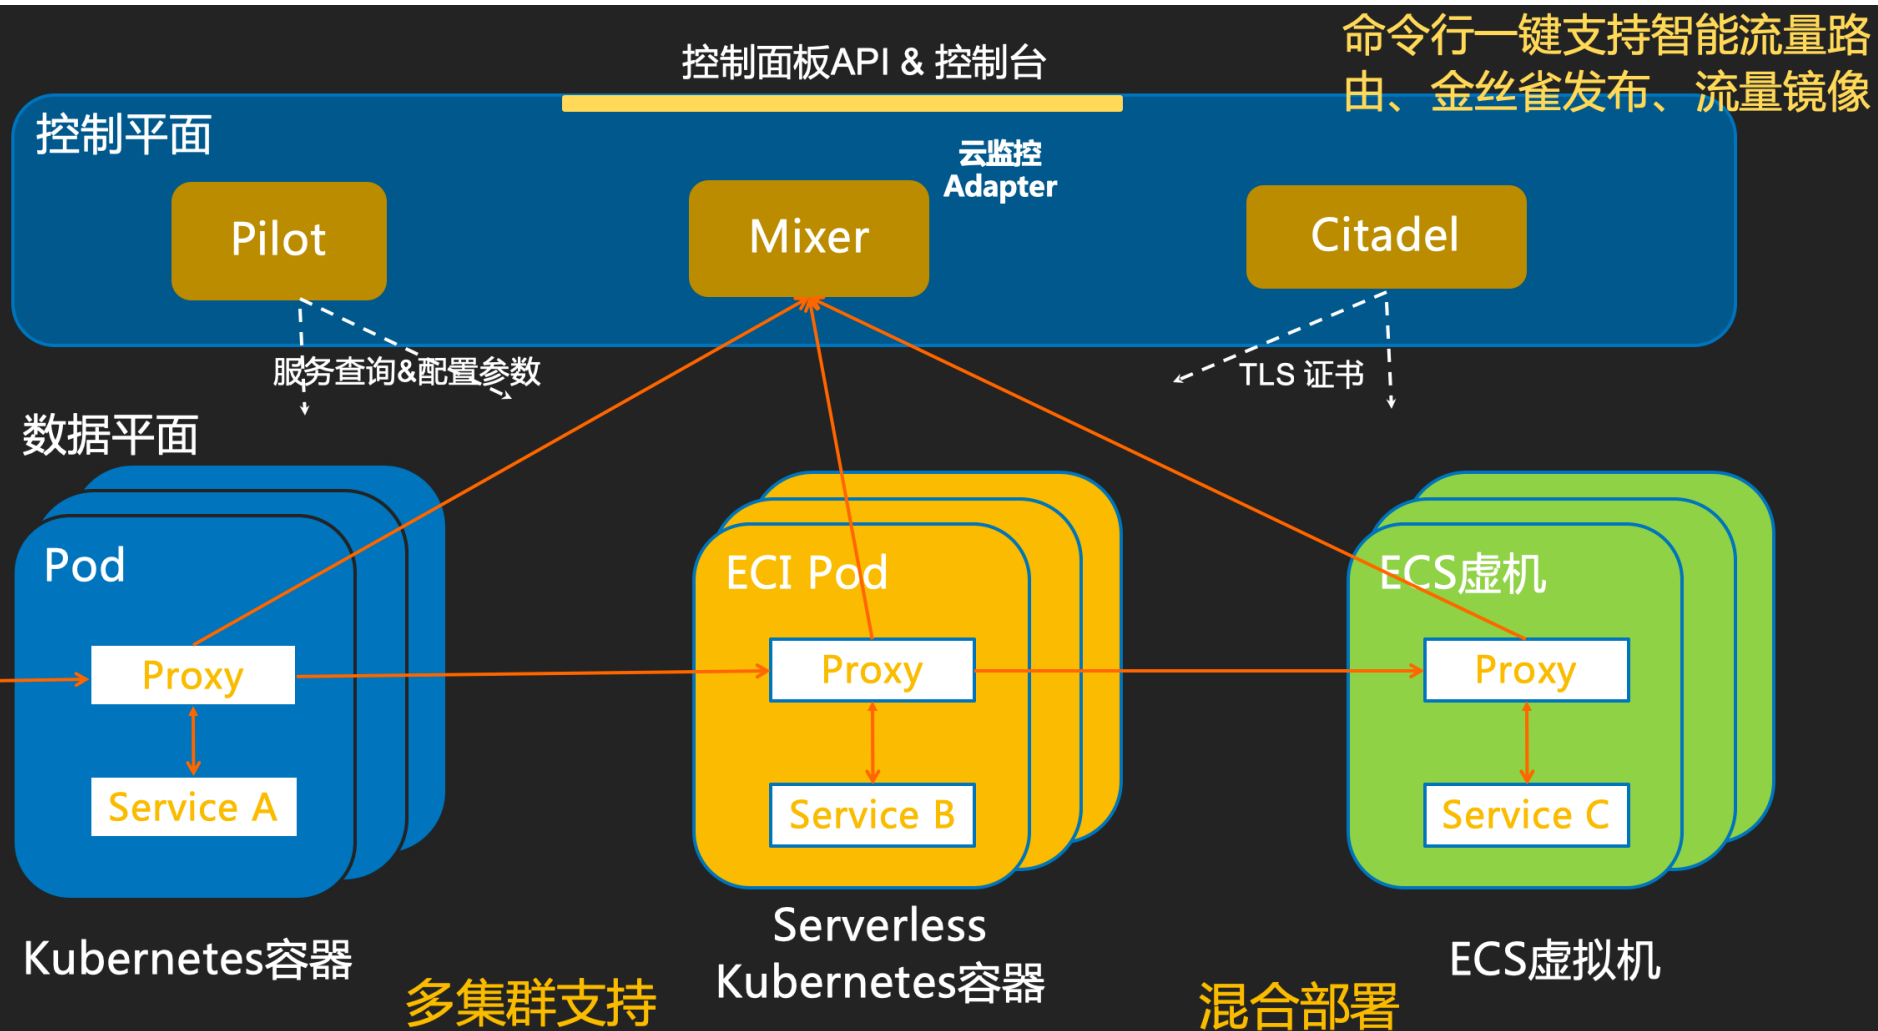 命令行一键支持智能流量路
由、金丝雀发布、流量镜像
控制面板API & 控制台
控制平面
云监控
Adapter
Pilot
Mixer
Citadel
服务查询&配置参数
TLS 证书
数据平面
Pod
ECI Pod
ECS虚机
Proxy
Proxy
Proxy
Service A
Service B
Service C
Kubernetes容器
Serverless
Kubernetes容器
ECS虚拟机
多集群支持
混合部署